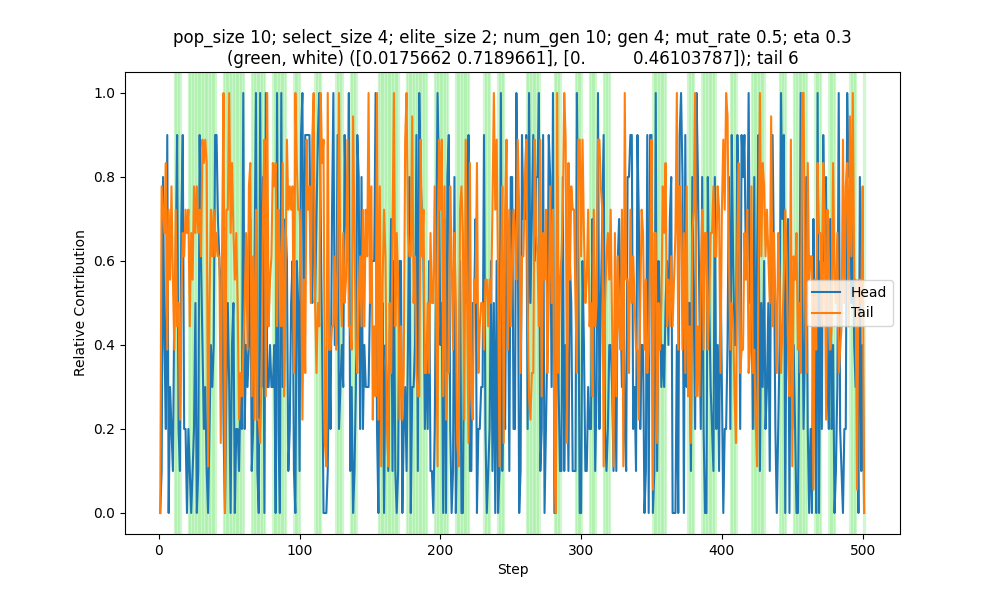 pop_size 10; select_size 4; elite_size 2; num_gen 10; gen 4; mut_rate 0.5; eta 0.3
(green, white) ([0.0175662 0.7189661], [0.         0.46103787]); tail 6
1.0
0.8
0.6
0.4
0.2
0.0
Relative Contribution
Head
Tail
0
100
200
300
400
500
Step